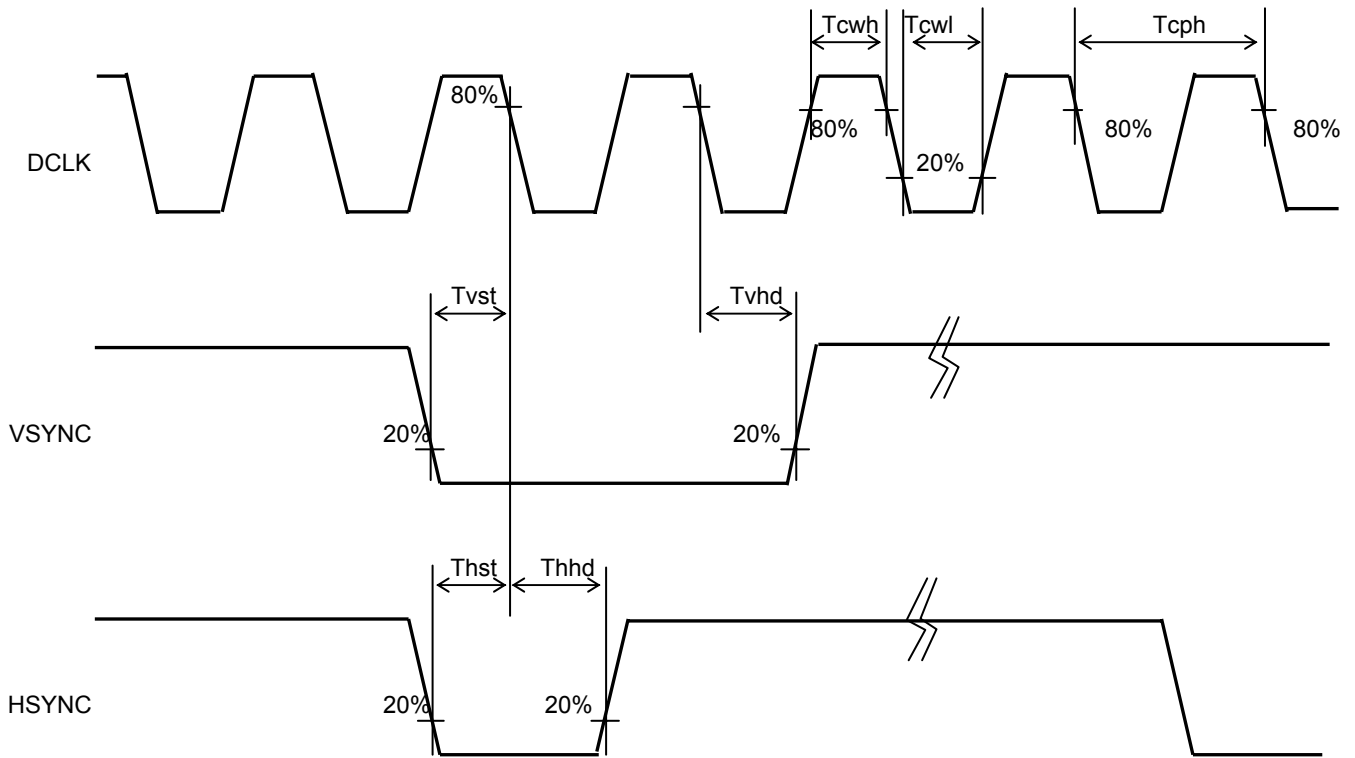 Tcwh Tcwl Tcph
80% 80% 80% 80%
DCLK 20%
Tvst Tvhd
VSYNC 20% 20%
Thst Thhd
HSYNC 20% 20%